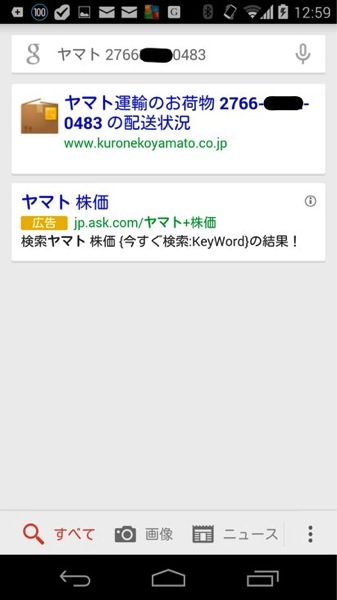 100
G
12:59
g ヤマト 2766 0483
ヤマト運輸のお荷物 2766- -
0483 の配送状況
www.kuronekoyamato.co.jp
ヤマト 株価
広告 jp.ask.com/ヤマト+株価
検索ヤマト 株価 {今すぐ検索:KeyWord}の結果！
すべて 画像 ニュース